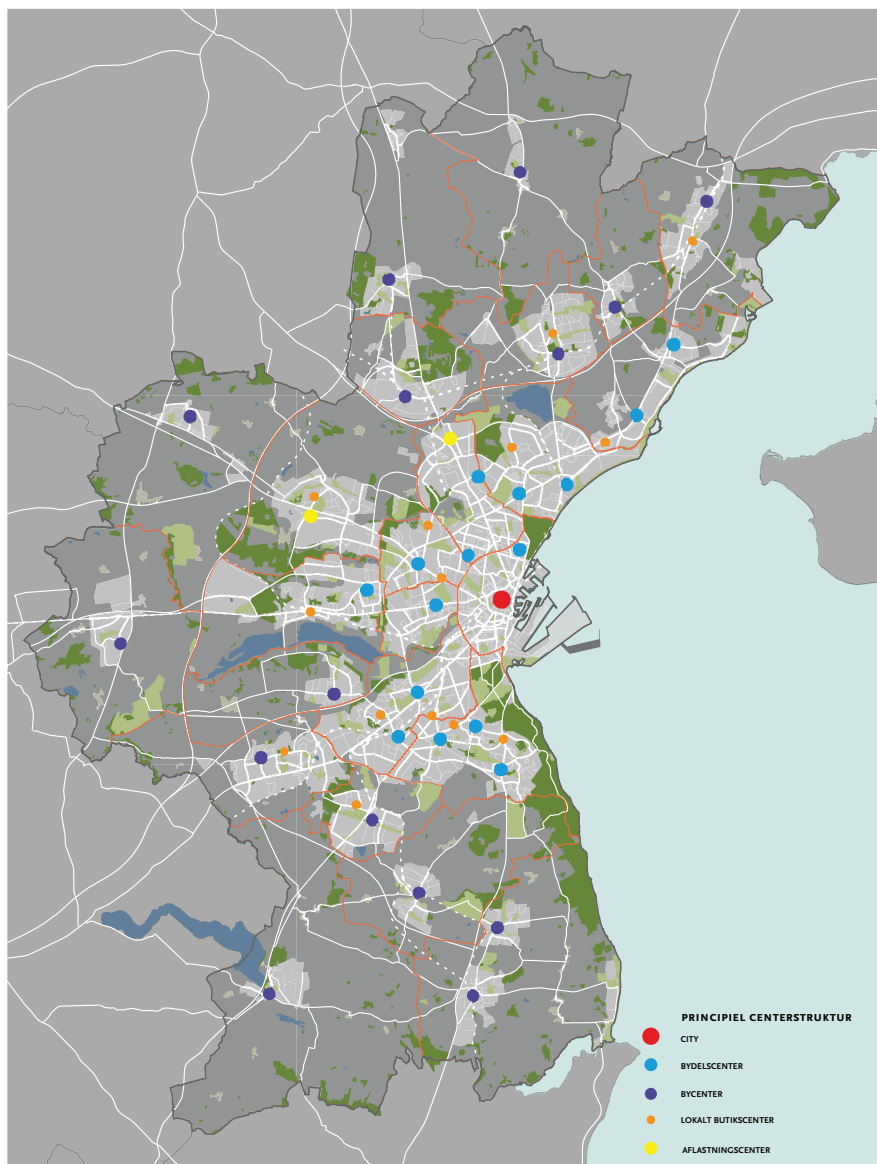 PRINCIPIEL CENTERSTRUKTUR
CITY
BYDELSCENTER
BYCENTER
LOKALT BUTIKSCENTER
AFLASTNINGSCENTER